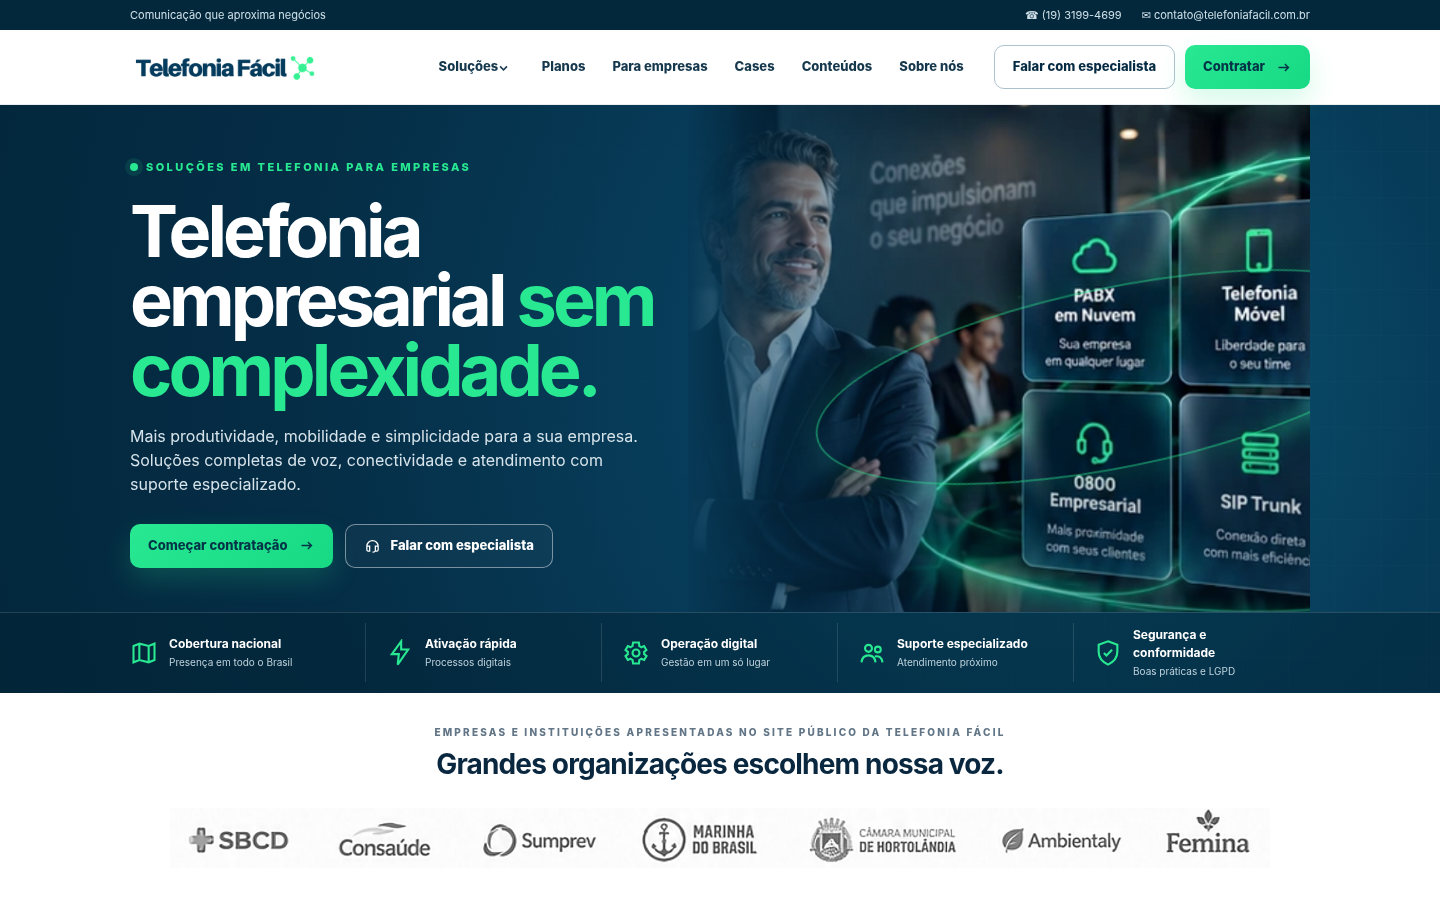 Comunicação que aproxima negócios
☎ (19) 3199-4699
✉ contato@telefoniafacil.com.br
Telefonia Fácil
Soluções
Planos
Para empresas
Cases
Conteúdos
Sobre nós
Falar com especialista
Contratar →
SOLUÇÕES EM TELEFONIA PARA EMPRESAS
Telefonia
empresarial sem
complexidade.
Mais produtividade, mobilidade e simplicidade para a sua empresa.
Soluções completas de voz, conectividade e atendimento com
suporte especializado.
Começar contratação →
Falar com especialista
Conexões
que impulsionam
o seu negócio
PABX
em Nuvem
Sua empresa
em qualquer lugar
Telefonia
Móvel
Liberdade para
o seu time
0800
Empresarial
Mais proximidade
com seus clientes
SIP Trunk
Conexão direta
com mais eficiênc
Cobertura nacional
Presença em todo o Brasil
Ativação rápida
Processos digitais
Operação digital
Gestão em um só lugar
Suporte especializado
Atendimento próximo
Segurança e
conformidade
Boas práticas e LGPD
EMPRESAS E INSTITUIÇÕES APRESENTADAS NO SITE PÚBLICO DA TELEFONIA FÁCIL
Grandes organizações escolhem nossa voz.
SBCD
Consaúde
Sumprev
MARINHA
DO BRASIL
CÂMARA MUNICIPAL
DE HORTOLÂNDIA
Ambientaly
Femina